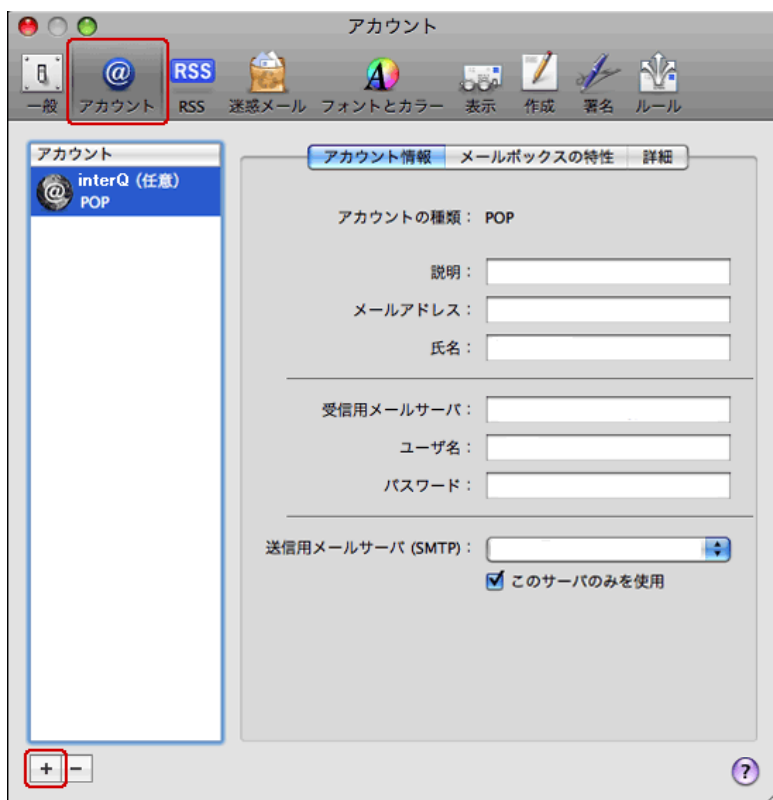 アカウント
RSS
一般 アカウント RSS 迷惑メール フォントとカラー 表示 作成 署名 ルール
アカウント
interQ (任意)
POP
アカウント情報 メールボックスの特性 詳細
アカウントの種類： POP
説明：
メールアドレス：
氏名：
受信用メールサーバ：
ユーザ名：
パスワード：
送信用メールサーバ (SMTP)：
このサーバのみを使用
+ −
?